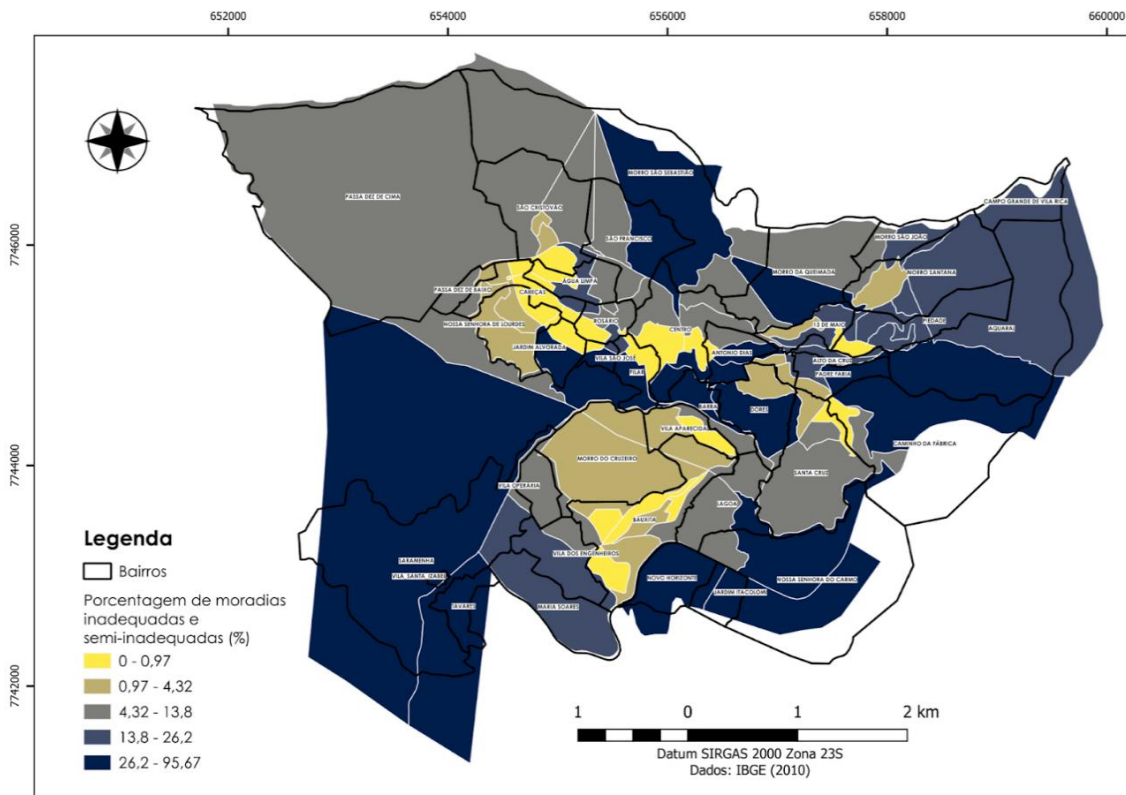 652000
654000
656000
658000
660000
7746000
7744000
7742000
MORRO SÃO SEBASTIÃO
PASSA DEZ DE CIMA
CAMPO GRANDE DE VILA RICA
SÃO CRISTOVÃO
SÃO FRANCISCO
MORRO SÃO JOÃO
MORRO DA QUEIMADA
MORRO SANTANA
ÁGUA LIMPA
PASSA DEZ DE BAIXO
CABEÇAS
ROSÁRIO
NOSSA SENHORA DE LOURDES
CENTRO
13 DE MAIO
PIEDADE
AQUARAI
JARDIM ALVORADA
VILA SÃO JOSÉ
ANTONIO DIAS
ALTO DA CRUZ
PILAR
PADRE FARIA
BARRA
DORES
VILA APARECIDA
CAMINHO DA FÁBRICA
MORRO DO CRUZEIRO
SANTA CRUZ
VILA OPERÁRIA
LAGOA
BAUXITA
VILA DOS ENGENHEIROS
SARAMENHA
VILA SANTA IZABEL
NOVO HORIZONTE
NOSSA SENHORA DO CARMO
JARDIM ITACOLOMI
TAVARES
MARIA SOARES
Legenda
Bairros
Porcentagem de moradias
inadequadas e
semi-inadequadas (%)
0 - 0,97
0,97 - 4,32
4,32 - 13,8
13,8 - 26,2
26,2 - 95,67
1 0 1 2 km
Datum SIRGAS 2000 Zona 23S
Dados: IBGE (2010)